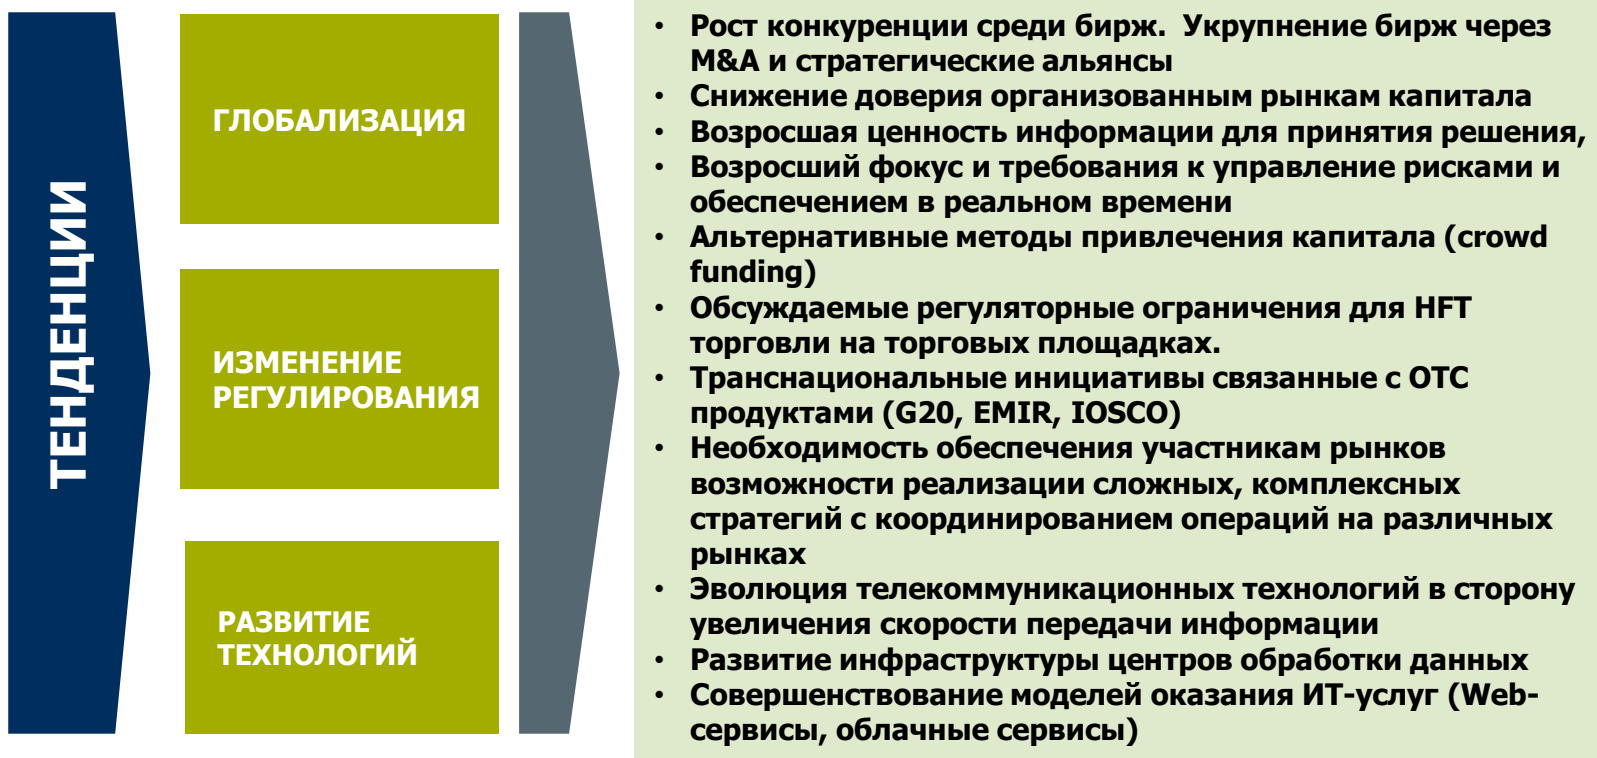 ТЕНДЕНЦИИ
ГЛОБАЛИЗАЦИЯ
ИЗМЕНЕНИЕ
РЕГУЛИРОВАНИЯ
РАЗВИТИЕ
ТЕХНОЛОГИЙ
• Рост конкуренции среди бирж.  Укрупнение бирж через
M&A и стратегические альянсы
• Снижение доверия организованным рынкам капитала
• Возросшая ценность информации для принятия решения,
• Возросший фокус и требования к управление рисками и
обеспечением в реальном времени
• Альтернативные методы привлечения капитала (crowd
funding)
• Обсуждаемые регуляторные ограничения для HFT
торговли на торговых площадках.
• Транснациональные инициативы связанные с ОТС
продуктами (G20, EMIR, IOSCO)
• Необходимость обеспечения участникам рынков
возможности реализации сложных, комплексных
стратегий с координированием операций на различных
рынках
• Эволюция телекоммуникационных технологий в сторону
увеличения скорости передачи информации
• Развитие инфраструктуры центров обработки данных
• Совершенствование моделей оказания ИТ-услуг (Web-
сервисы, облачные сервисы)